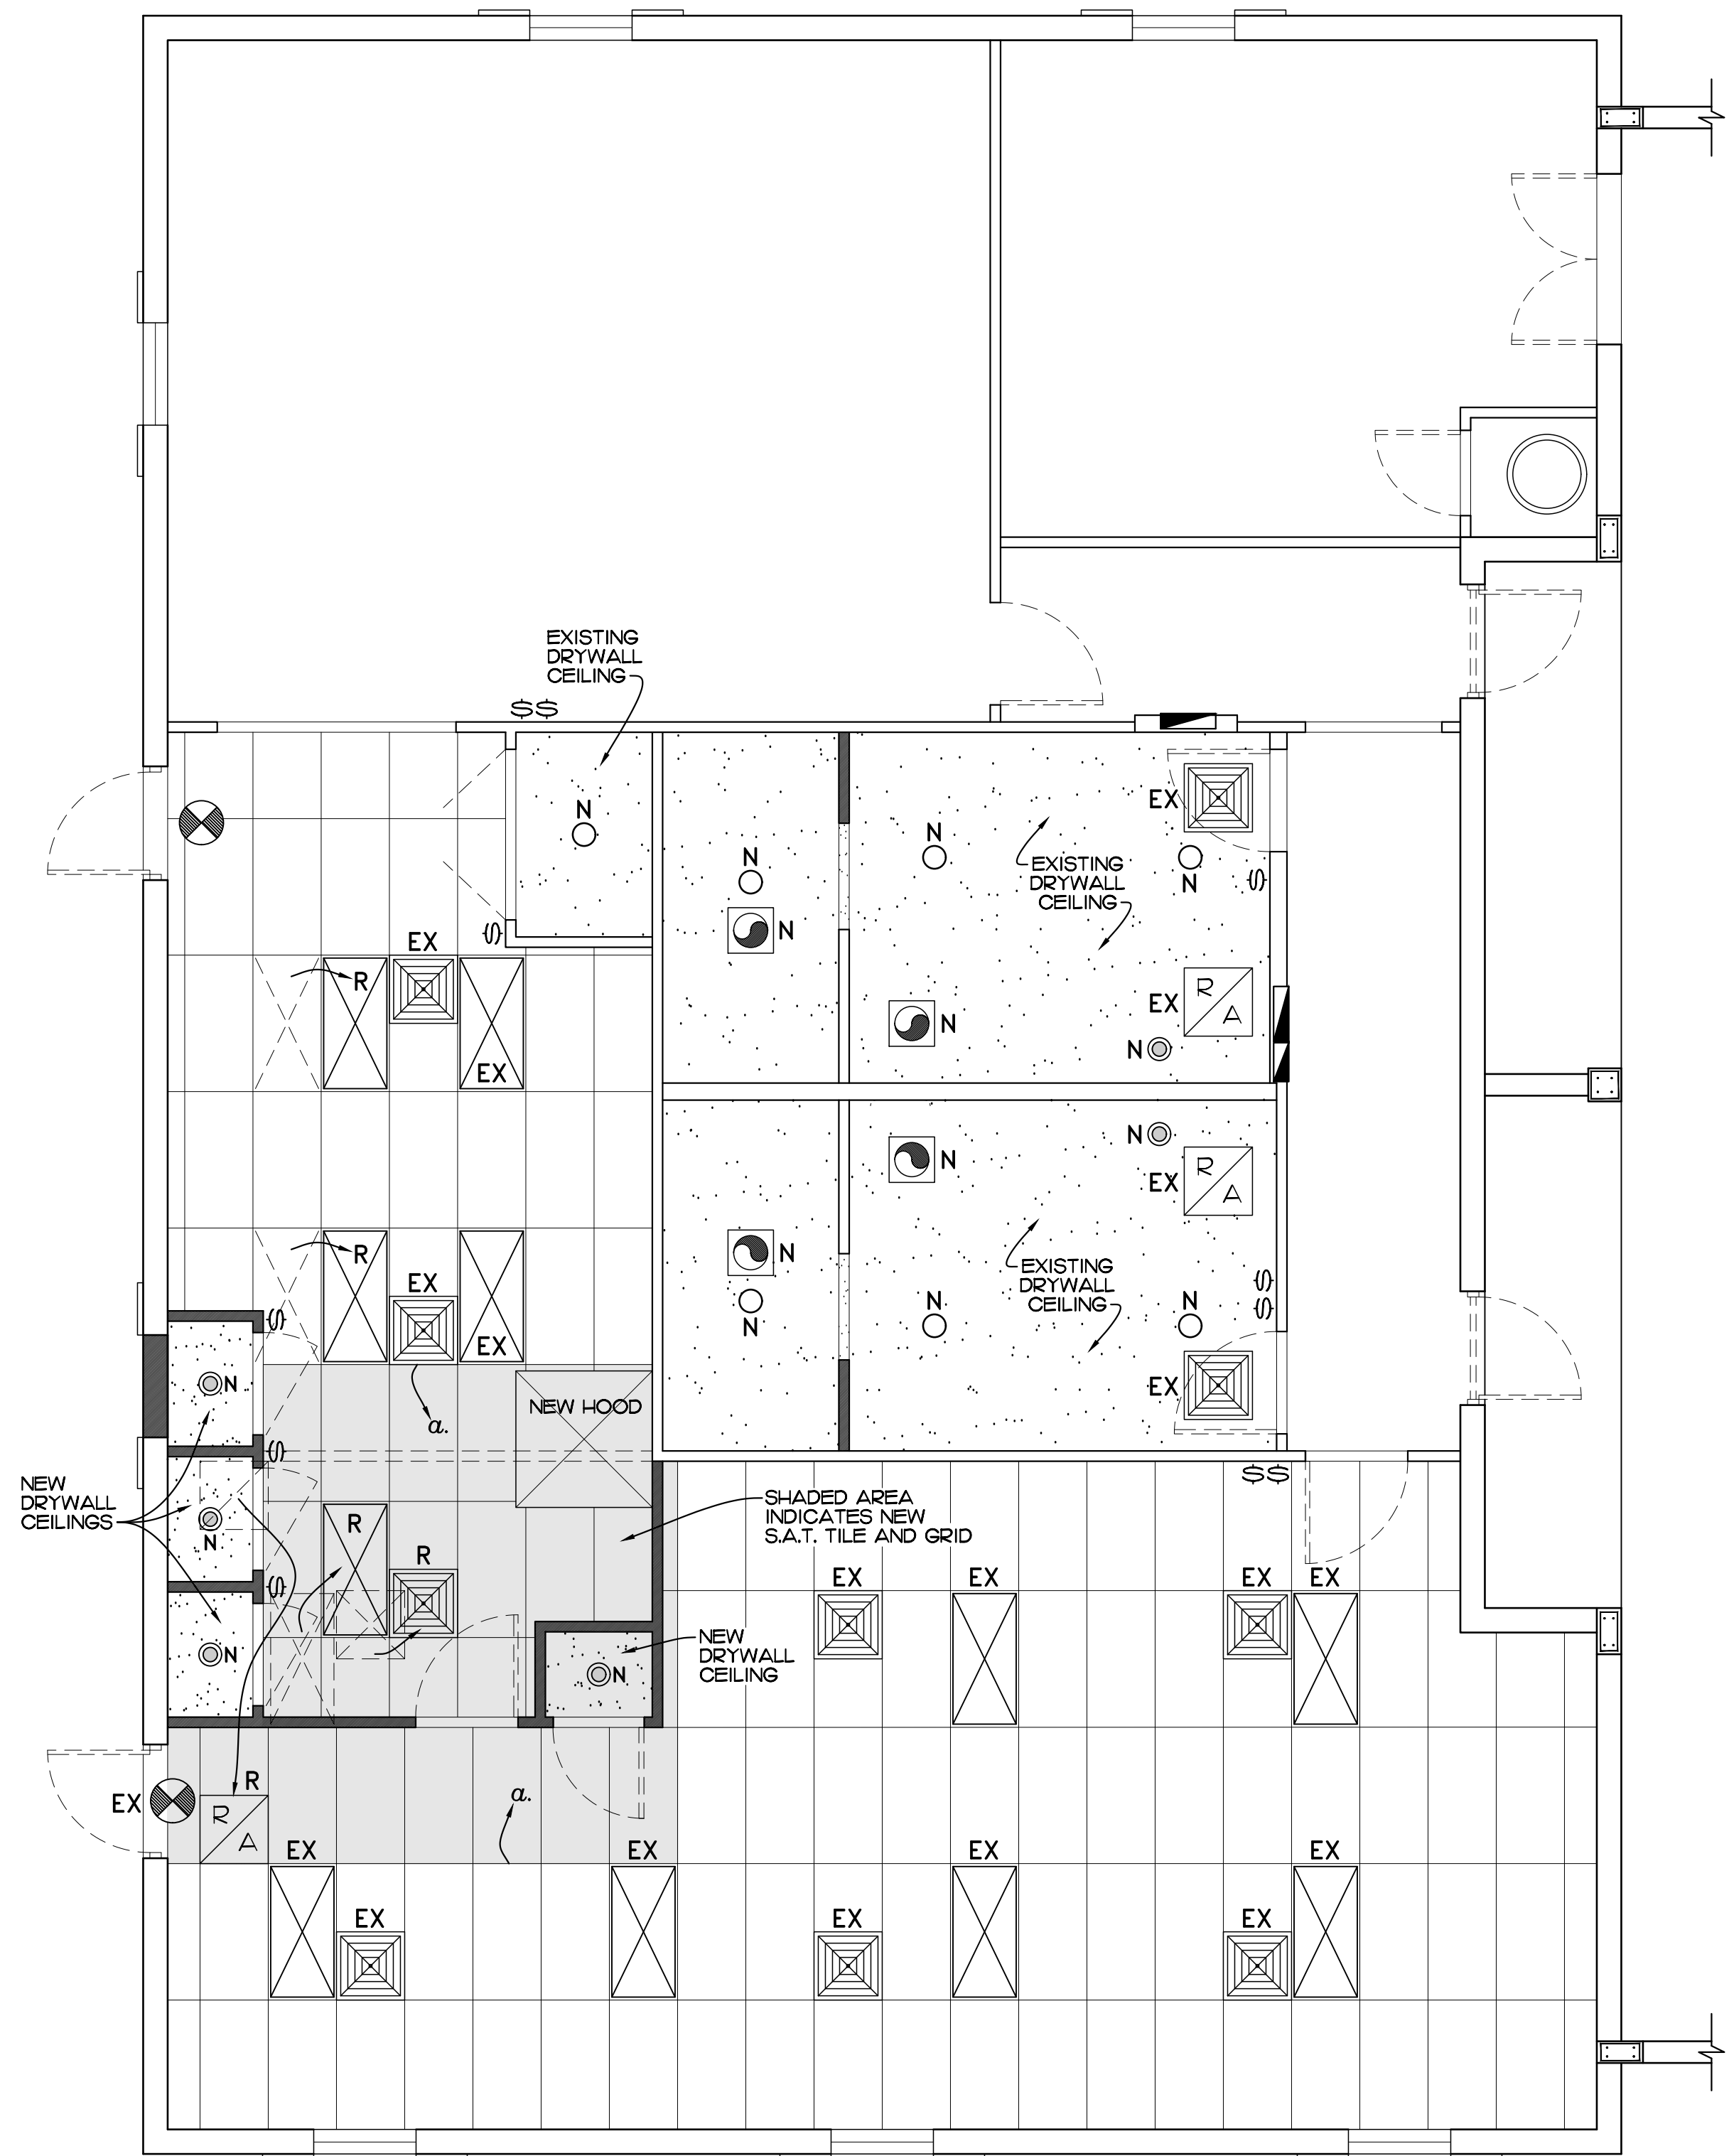 EXISTING
DRYWALL
CEILING
$$
N
EX
N
EX
N
N
N
EXISTING
DRYWALL
CEILING
$
N
$
EX
R
R
A
EX
N
N
EX
N
N
N
R
A
EX
R
N
EX
EXISTING
DRYWALL
CEILING
$
$
N
N
N
EX
$
EX
N
a.
NEW HOOD
$
$$
NEW
DRYWALL
CEILINGS
N
SHADED AREA
INDICATES NEW
S.A.T. TILE AND GRID
R
R
EX
EX
EX
EX
$
N
N
NEW
DRYWALL
CEILING
EX
R
R
A
a.
EX
EX
EX
EX
EX
EX
EX